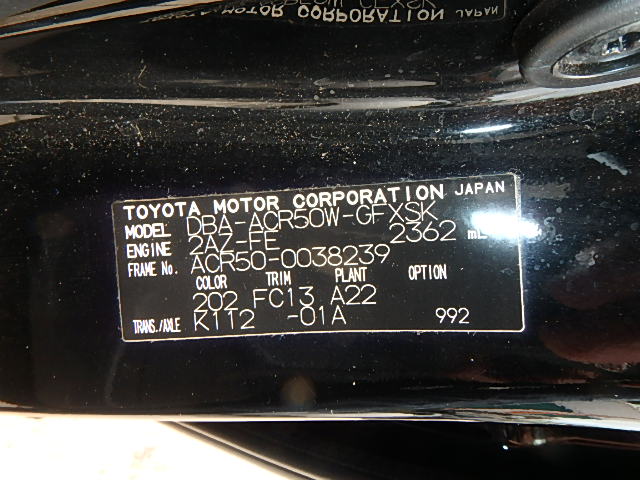 TOYOTA MOTOR CORPORATION JAPAN
MODEL DBA-ACR50W-GFXSK
ENGINE 2AZ-FE 2362 mL
FRAME No. ACR50-0038239
COLOR TRIM PLANT OPTION
202 FC13 A22
TRANS./AXLE K112 -01A 992